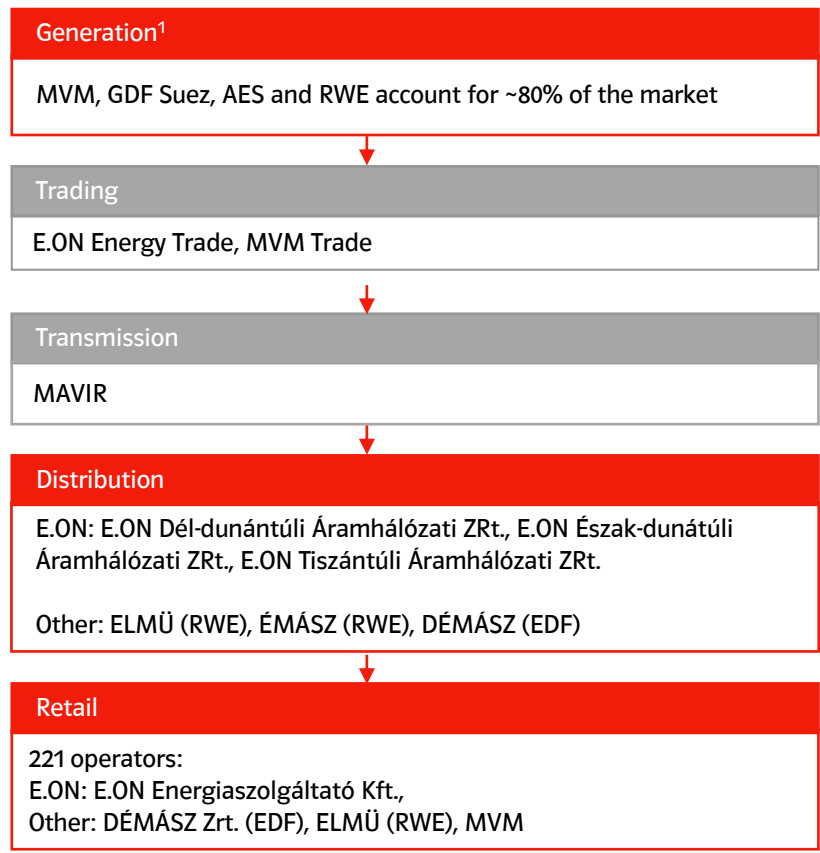 Generation¹
MVM, GDF Suez, AES and RWE account for ~80% of the market
Trading
E.ON Energy Trade, MVM Trade
Transmission
MAVIR
Distribution
E.ON: E.ON Dél-dunántúli Áramhálózati ZRt., E.ON Észak-dunátúli
Áramhálózati ZRt., E.ON Tiszántúli Áramhálózati ZRt.
Other: ELMÜ (RWE), ÉMÁSZ (RWE), DÉMÁSZ (EDF)
Retail
221 operators:
E.ON: E.ON Energiaszolgáltató Kft.,
Other: DÉMÁSZ Zrt. (EDF), ELMÜ (RWE), MVM